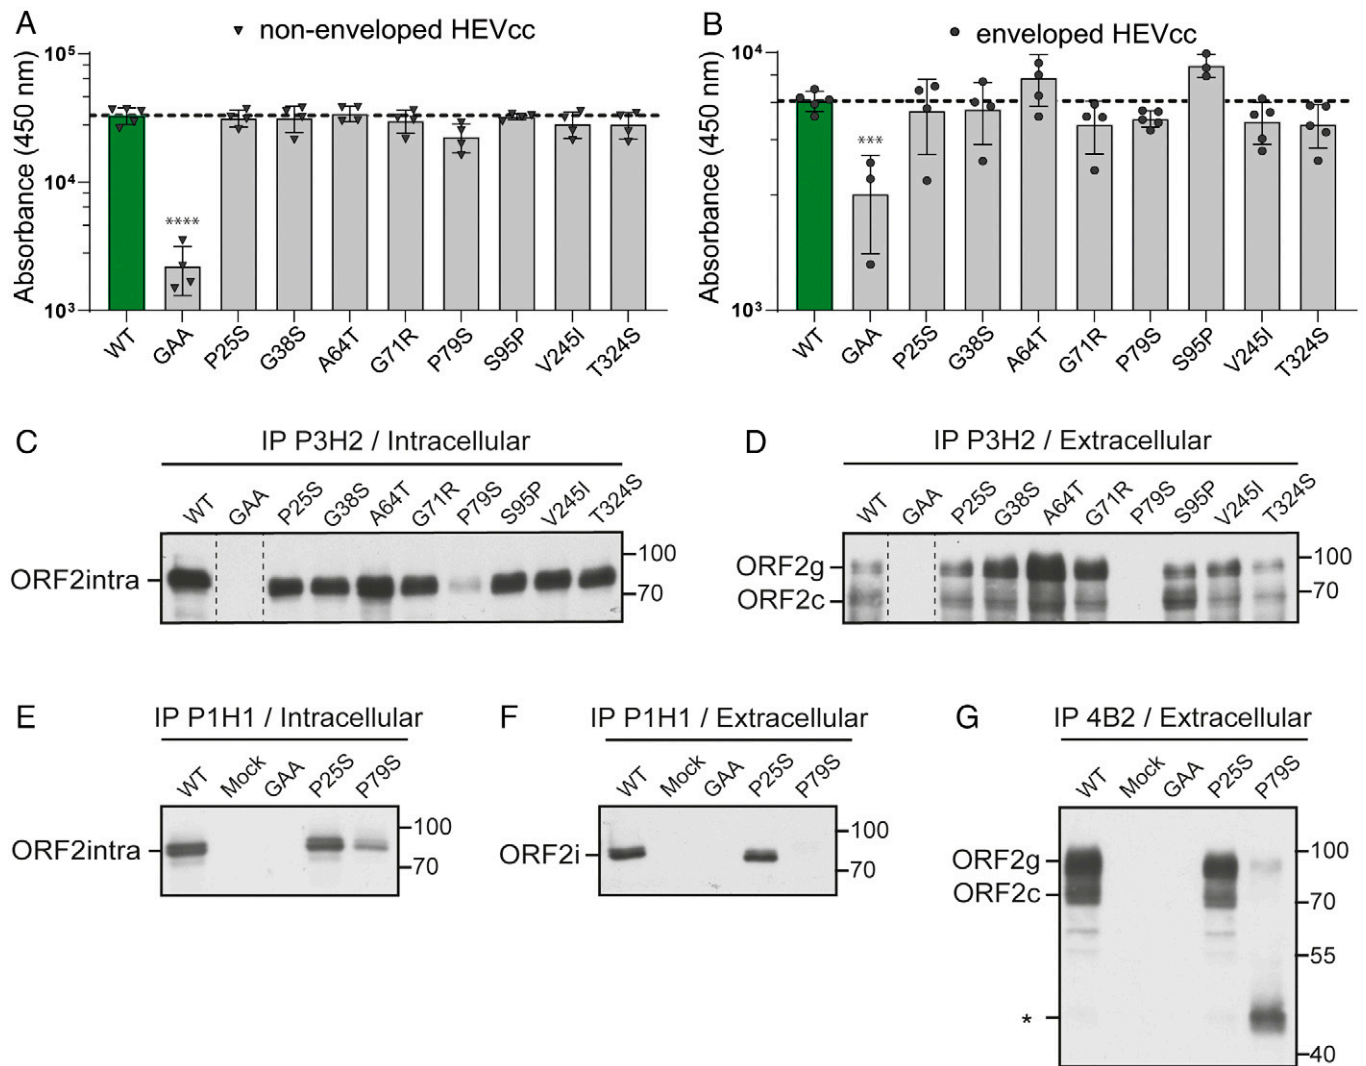 A
▼ non-enveloped HEVcc
Absorbance (450 nm)
10⁵
10⁴
10³
****
WT GAA P25S G38S A64T G71R P79S S95P V245I T324S
B
● enveloped HEVcc
Absorbance (450 nm)
10⁴
10³
***
WT GAA P25S G38S A64T G71R P79S S95P V245I T324S
C
IP P3H2 / Intracellular
WT GAA P25S G38S A64T G71R P79S S95P V245I T324S
ORF2intra
100
70
D
IP P3H2 / Extracellular
WT GAA P25S G38S A64T G71R P79S S95P V245I T324S
ORF2g
ORF2c
100
70
E
IP P1H1 / Intracellular
WT Mock GAA P25S P79S
ORF2intra
100
70
F
IP P1H1 / Extracellular
WT Mock GAA P25S P79S
ORF2i
100
70
G
IP 4B2 / Extracellular
WT Mock GAA P25S P79S
ORF2g
ORF2c
*
100
70
55
40